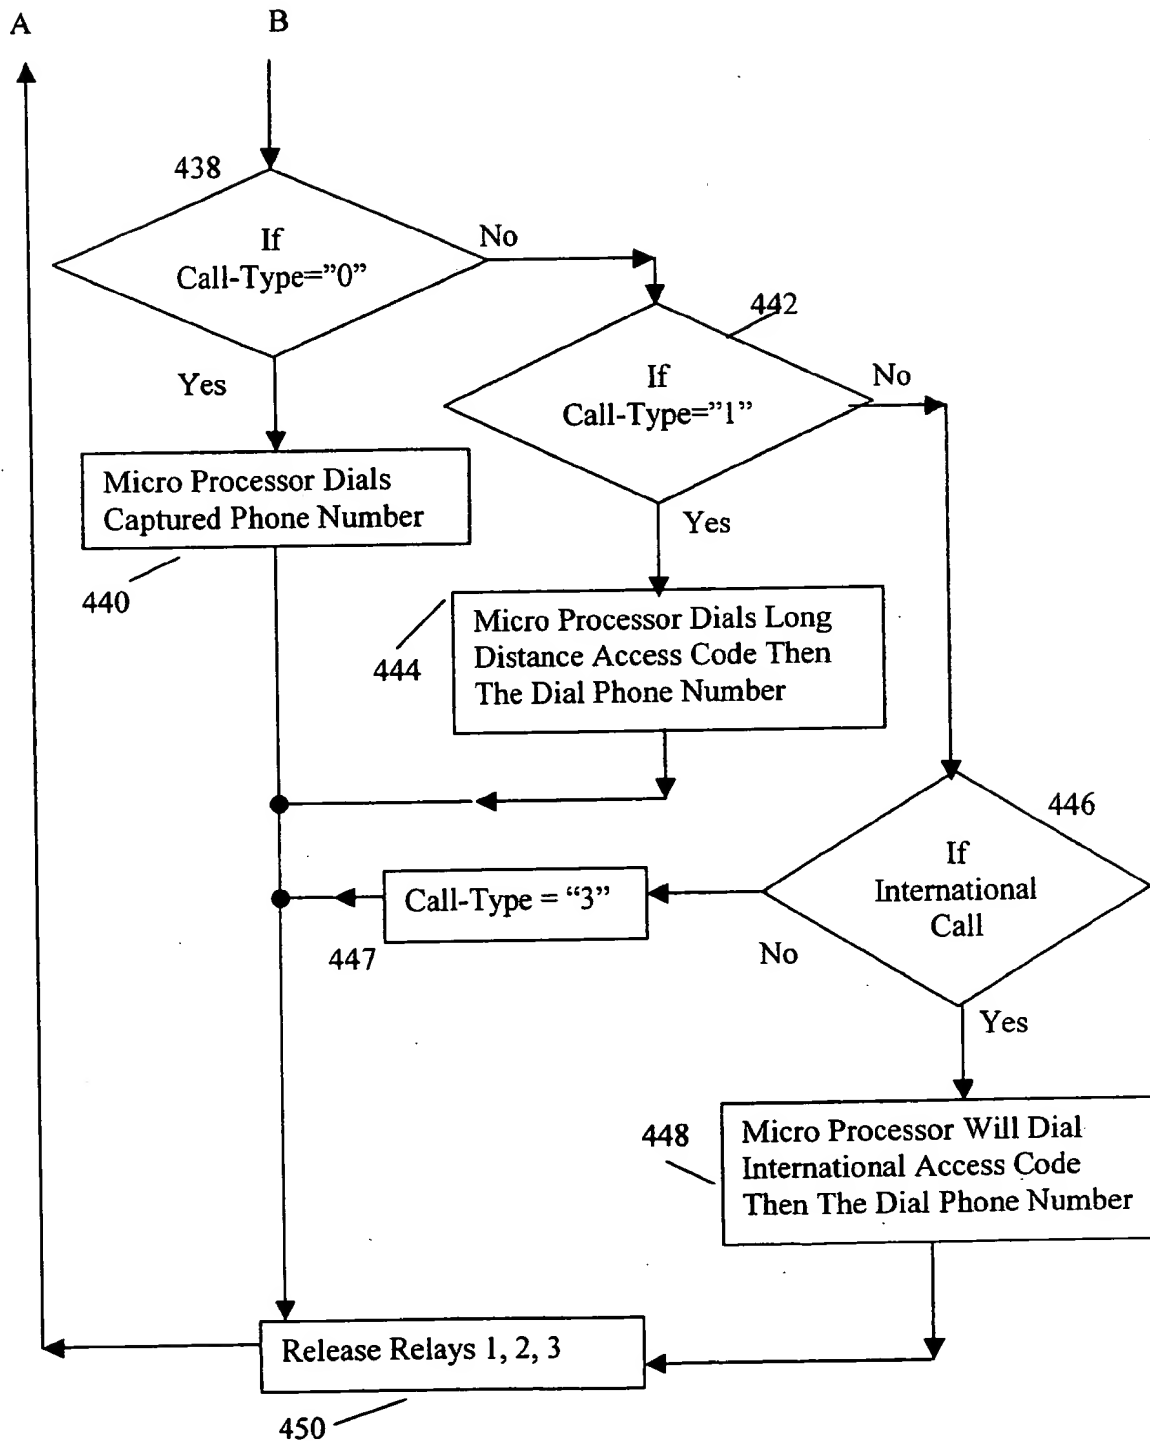 A
B
438
If
Call-Type="0"
No
442
If
Call-Type="1"
No
Yes
Yes
Micro Processor Dials
Captured Phone Number
440
444
Micro Processor Dials Long
Distance Access Code Then
The Dial Phone Number
446
If
International
Call
Call-Type = "3"
447
No
Yes
448
Micro Processor Will Dial
International Access Code
Then The Dial Phone Number
Release Relays 1, 2, 3
450